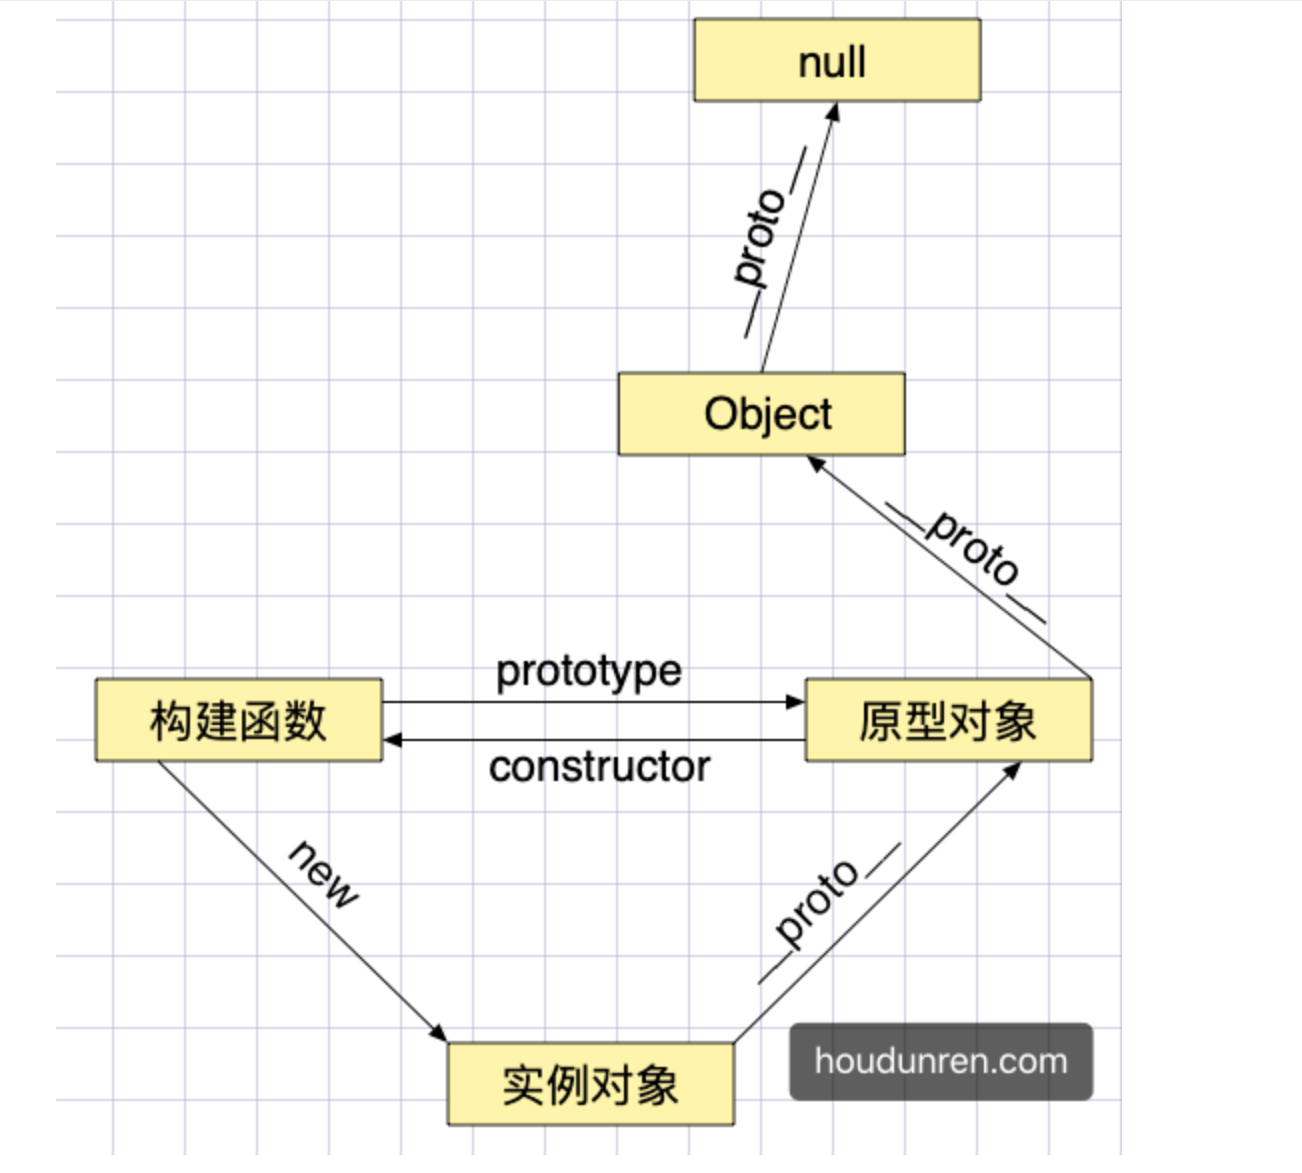 null
__proto__
Object
__proto__
prototype
构建函数
原型对象
constructor
new
__proto__
实例对象
houdunren.com